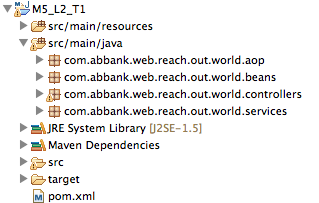 M5_L2_T1
src/main/resources
src/main/java
com.abbank.web.reach.out.world.aop
com.abbank.web.reach.out.world.beans
com.abbank.web.reach.out.world.controllers
com.abbank.web.reach.out.world.services
JRE System Library [J2SE-1.5]
Maven Dependencies
src
target
pom.xml